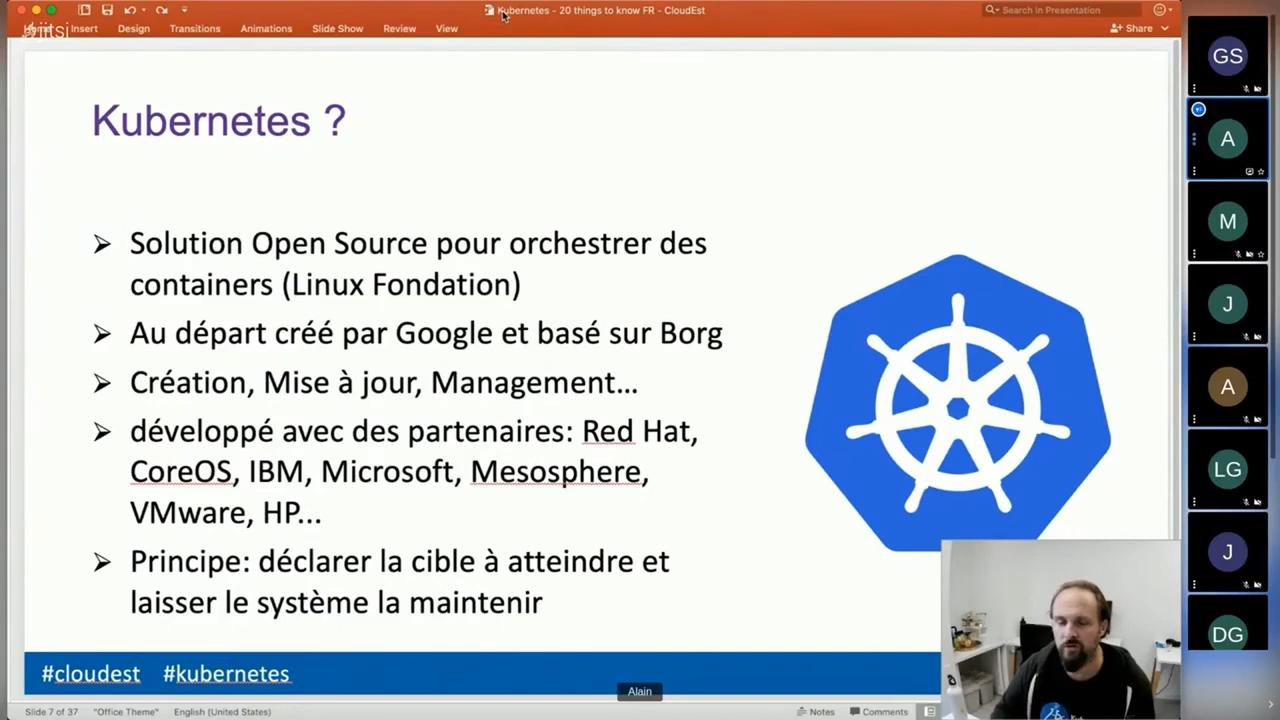 Kubernetes - 20 things to know FR - CloudEst
Search in Presentation
jitsi
Insert
Design
Transitions
Animations
Slide Show
Review
View
Share
Kubernetes ?
Solution Open Source pour orchestrer des
containers (Linux Fondation)
Au départ créé par Google et basé sur Borg
Création, Mise à jour, Management...
développé avec des partenaires: Red Hat,
CoreOS, IBM, Microsoft, Mesosphere,
VMware, HP...
Principe: déclarer la cible à atteindre et
laisser le système la maintenir
#cloudest #kubernetes
Alain
Slide 7 of 37
"Office Theme"
English (United States)
Notes
Comments
GS
A
M
J
A
LG
J
DG